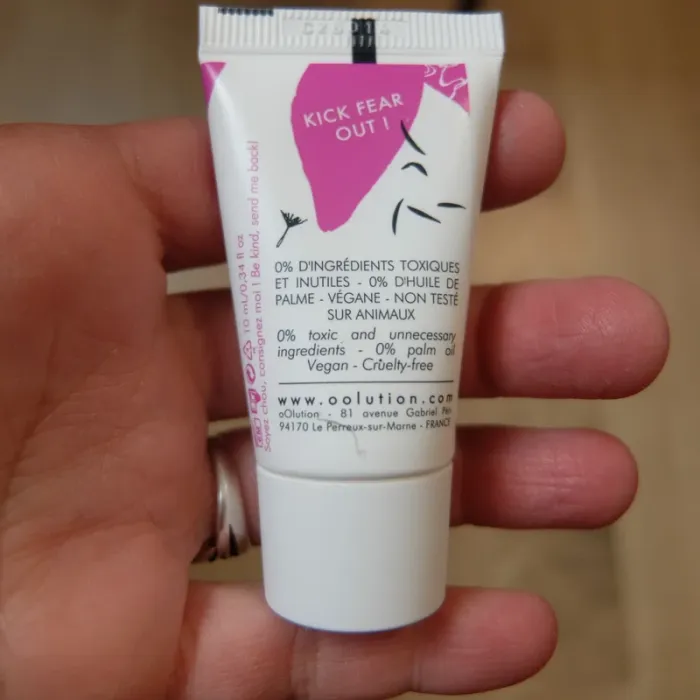 KICK FEAR
OUT !
0% D'INGRÉDIENTS TOXIQUES
ET INUTILES - 0% D'HUILE DE
PALME - VÉGANE - NON TESTÉ
SUR ANIMAUX
0% toxic and unnecessary
ingredients - 0% palm oil
Vegan - Cruelty-free
www.oolution.com
oOlution - 81 avenue Gabriel Péri
94170 Le Perreux-sur-Marne - FRANCE
10 mL/0.34 fl oz
Soyez chou, consignez moi ! Be kind, send me back!